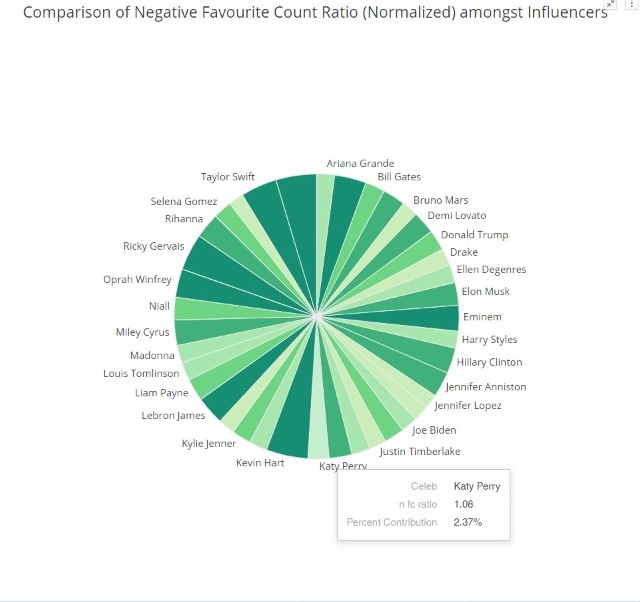 Comparison of Negative Favourite Count Ratio (Normalized) amongst Influencers
Ariana Grande
Taylor Swift
Bill Gates
Selena Gomez
Bruno Mars
Rihanna
Demi Lovato
Donald Trump
Ricky Gervais
Drake
Ellen Degenres
Oprah Winfrey
Elon Musk
Niall
Eminem
Miley Cyrus
Harry Styles
Madonna
Hillary Clinton
Louis Tomlinson
Jennifer Anniston
Liam Payne
Jennifer Lopez
Lebron James
Joe Biden
Kylie Jenner
Justin Timberlake
Kevin Hart
Katy Perry
Celeb Katy Perry
n fc ratio 1.08
Percent Contribution 2.37%